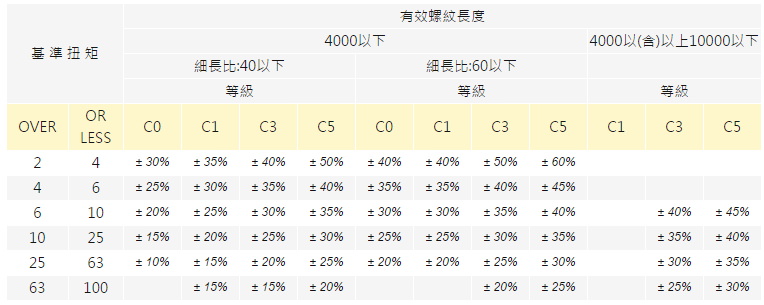 有效螺紋長度
基準扭矩
4000以下 4000以(含)以上10000以下
細長比:40以下 細長比:60以下
等級 等級 等級
OVER OR LESS C0 C1 C3 C5 C0 C1 C3 C5 C1 C3 C5
2 4 ± 30% ± 35% ± 40% ± 50% ± 40% ± 40% ± 50% ± 60%
4 6 ± 25% ± 30% ± 35% ± 40% ± 35% ± 35% ± 40% ± 45%
6 10 ± 20% ± 25% ± 30% ± 35% ± 30% ± 30% ± 35% ± 40% ± 40% ± 45%
10 25 ± 15% ± 20% ± 25% ± 30% ± 25% ± 25% ± 30% ± 35% ± 35% ± 40%
25 63 ± 10% ± 15% ± 20% ± 25% ± 20% ± 20% ± 25% ± 30% ± 30% ± 35%
63 100 ± 15% ± 15% ± 20% ± 20% ± 25% ± 25% ± 30%